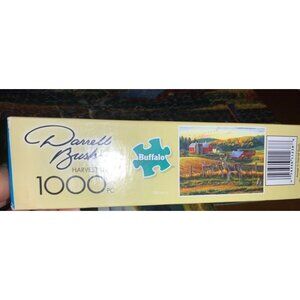 Darrell
Bush
HARVEST
1000 PC
Buffalo